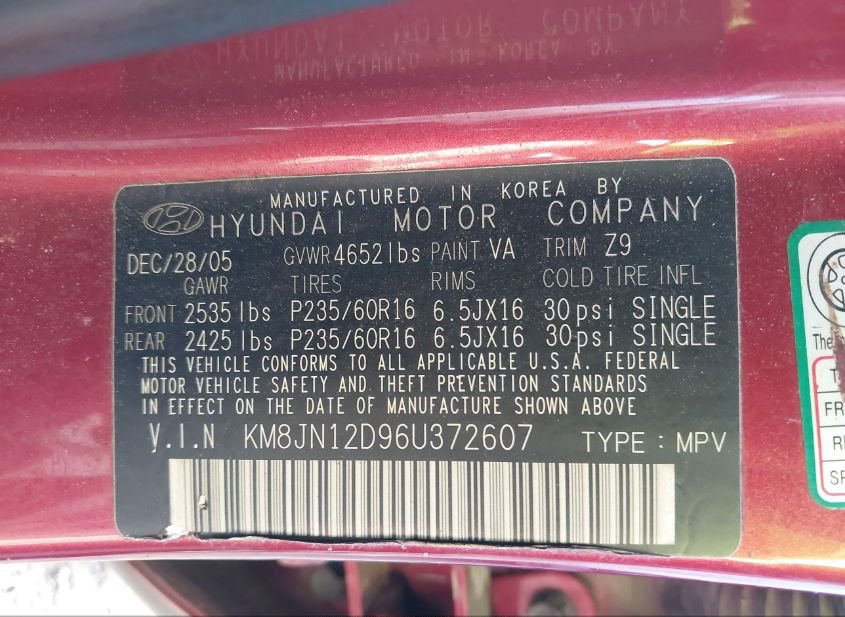 MANUFACTURED IN KOREA BY
HYUNDAI MOTOR COMPANY
DEC/28/05 GVWR 4652 lbs PAINT VA TRIM Z9
GAWR TIRES RIMS COLD TIRE INFL
FRONT 2535 lbs P235/60R16 6.5JX16 30 psi SINGLE
REAR 2425 lbs P235/60R16 6.5JX16 30 psi SINGLE
THIS VEHICLE CONFORMS TO ALL APPLICABLE U.S.A. FEDERAL
MOTOR VEHICLE SAFETY AND THEFT PREVENTION STANDARDS
IN EFFECT ON THE DATE OF MANUFACTURE SHOWN ABOVE
V.I.N KM8JN12D96U372607 TYPE : MPV